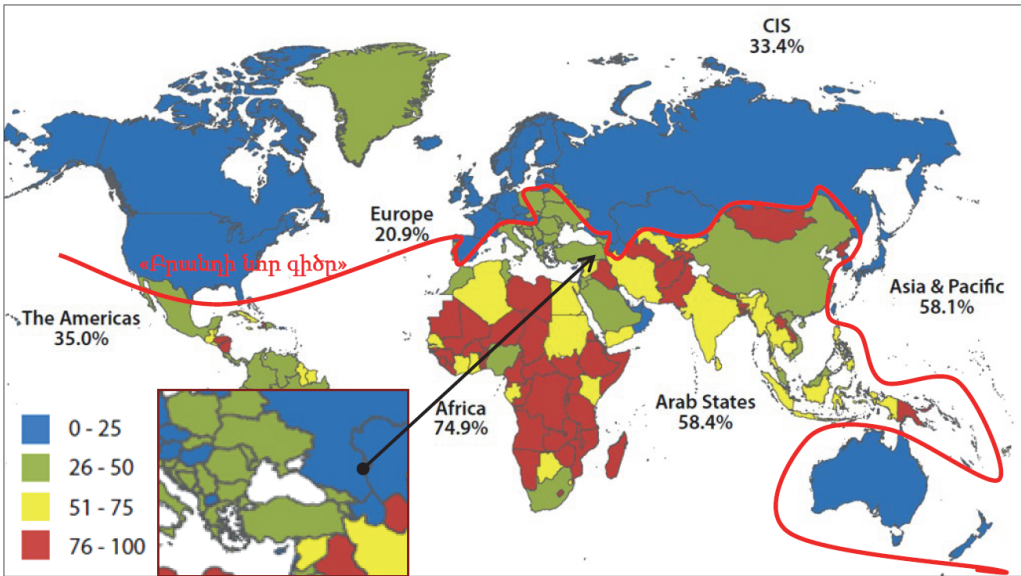 CIS
33.4%
Europe
20.9%
«Բրանդի նոր գիծը»
The Americas
35.0%
Asia & Pacific
58.1%
Africa
74.9%
Arab States
58.4%
0 - 25
26 - 50
51 - 75
76 - 100